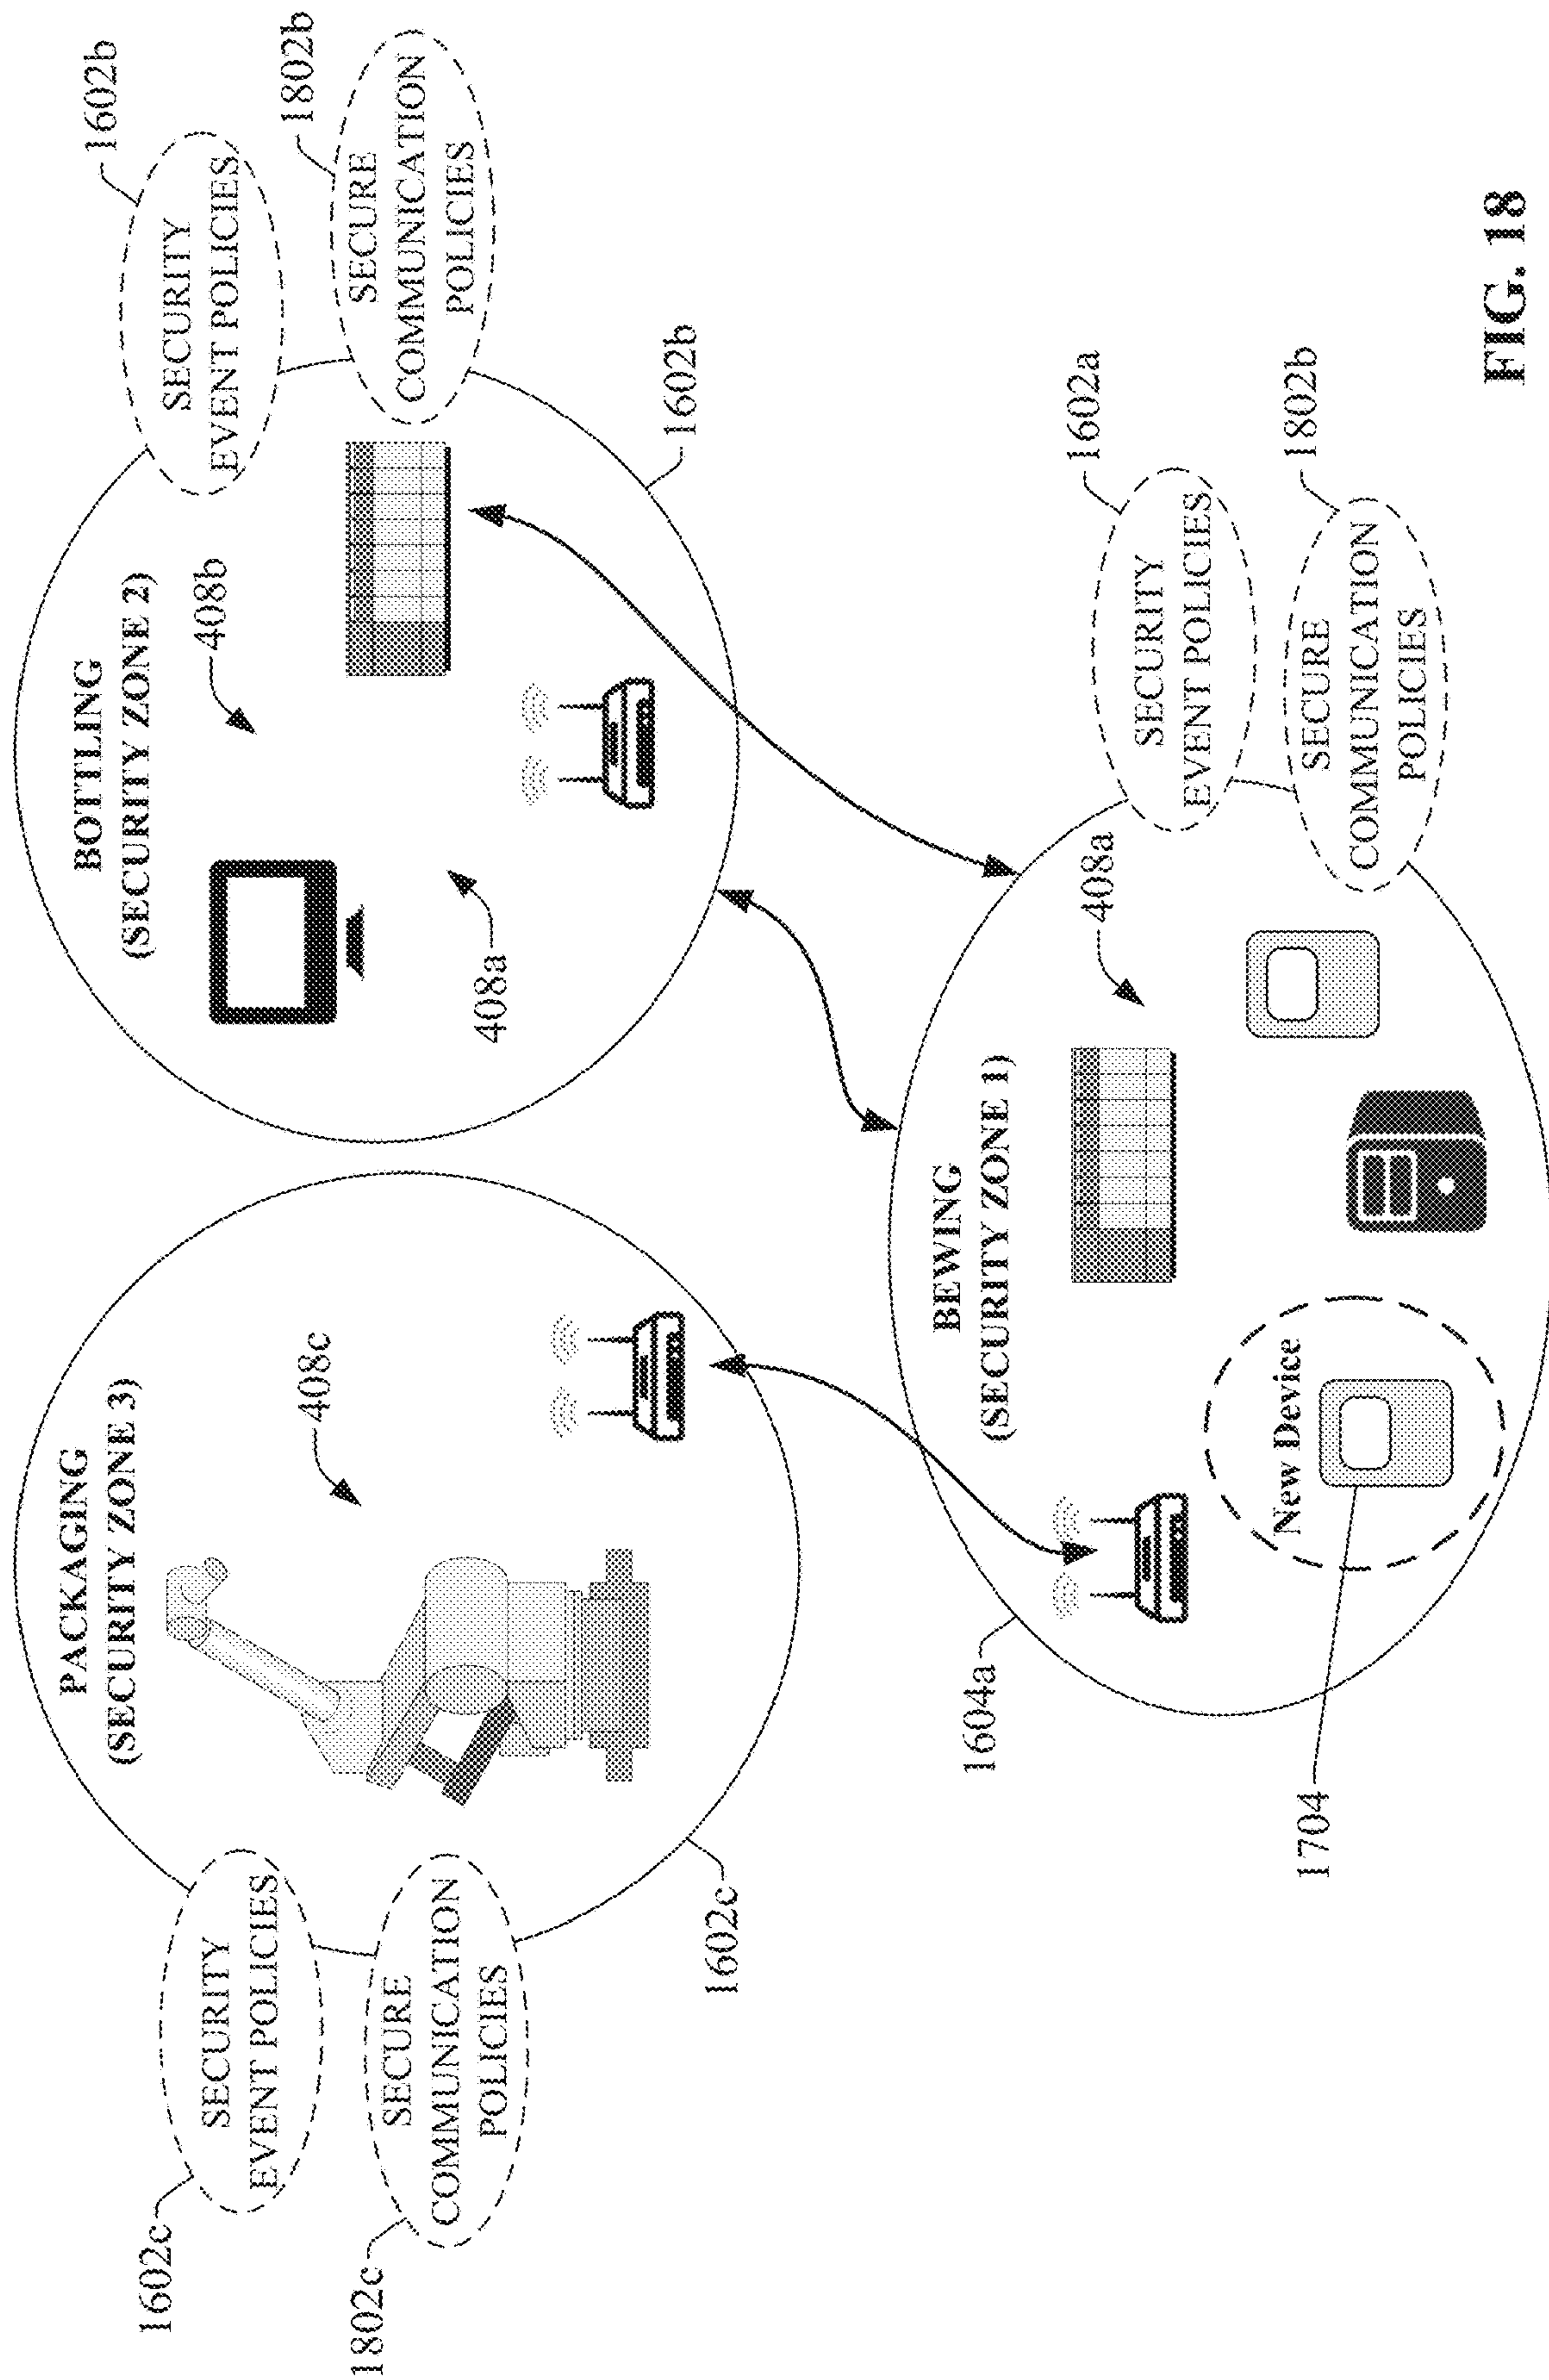 1602c
SECURITY
EVENT POLICIES
1802c
SECURE
COMMUNICATION
POLICIES
PACKAGING
(SECURITY ZONE 3)
408c
1602c
BOTTLING
(SECURITY ZONE 2)
408b
408a
1602b
SECURITY
EVENT POLICIES
1802b
SECURE
COMMUNICATION
POLICIES
1602b
1604a
BEWING
(SECURITY ZONE 1)
408a
New Device
1704
1602a
SECURITY
EVENT POLICIES
1802b
SECURE
COMMUNICATION
POLICIES
FIG. 18